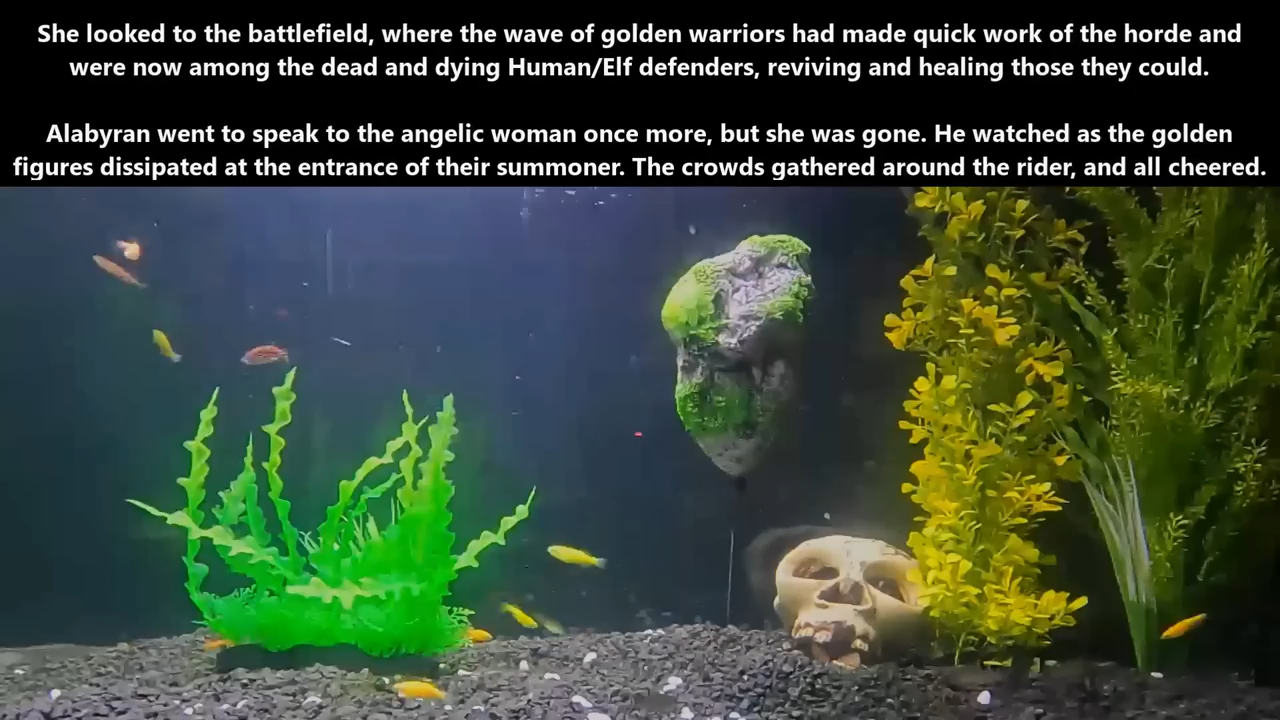 She looked to the battlefield, where the wave of golden warriors had made quick work of the horde and
were now among the dead and dying Human/Elf defenders, reviving and healing those they could.
Alabyran went to speak to the angelic woman once more, but she was gone. He watched as the golden
figures dissipated at the entrance of their summoner. The crowds gathered around the rider, and all cheered.